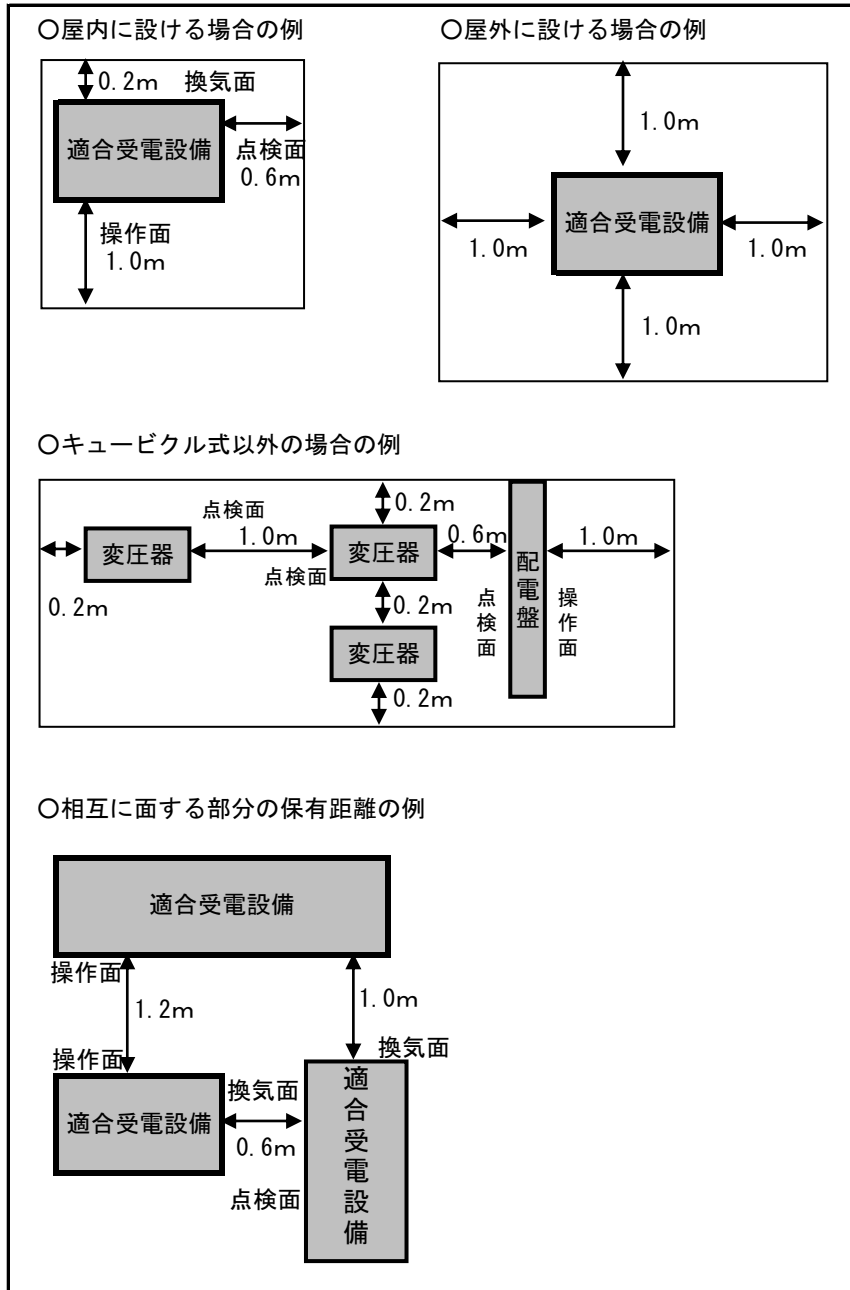 〇屋内に設ける場合の例
0.2m 換気面
適合受電設備
点検面
0.6m
操作面
1.0m
〇屋外に設ける場合の例
1.0m
適合受電設備
1.0m
1.0m
1.0m
〇キュービクル式以外の場合の例
0.2m
点検面
1.0m
0.6m
1.0m
変圧器
変圧器
点検面
配電盤
0.2m
0.2m
点検面
操作面
変圧器
0.2m
〇相互に面する部分の保有距離の例
適合受電設備
操作面
1.2m
1.0m
操作面
換気面
適合受電設備
換気面
0.6m
点検面
適合受電設備